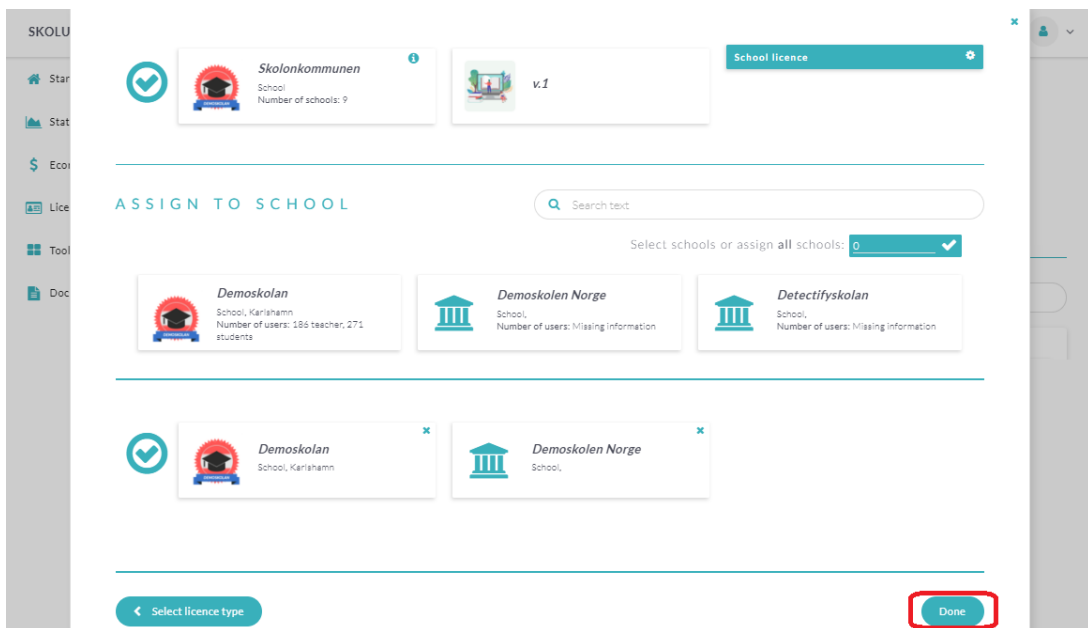 SKOLU
Star
Stat
Ecor
Lice
Tool
Doc
Skolonkommunen
School
Number of schools: 9
v.1
School licence
ASSIGN TO SCHOOL
Search text
Select schools or assign all schools: 0
Demoskolan
School, Karlshamn
Number of users: 186 teacher, 271
students
Demoskolen Norge
School,
Number of users: Missing information
Detectifyskolan
School,
Number of users: Missing information
Demoskolan
School, Karlshamn
Demoskolen Norge
School,
Select licence type
Done